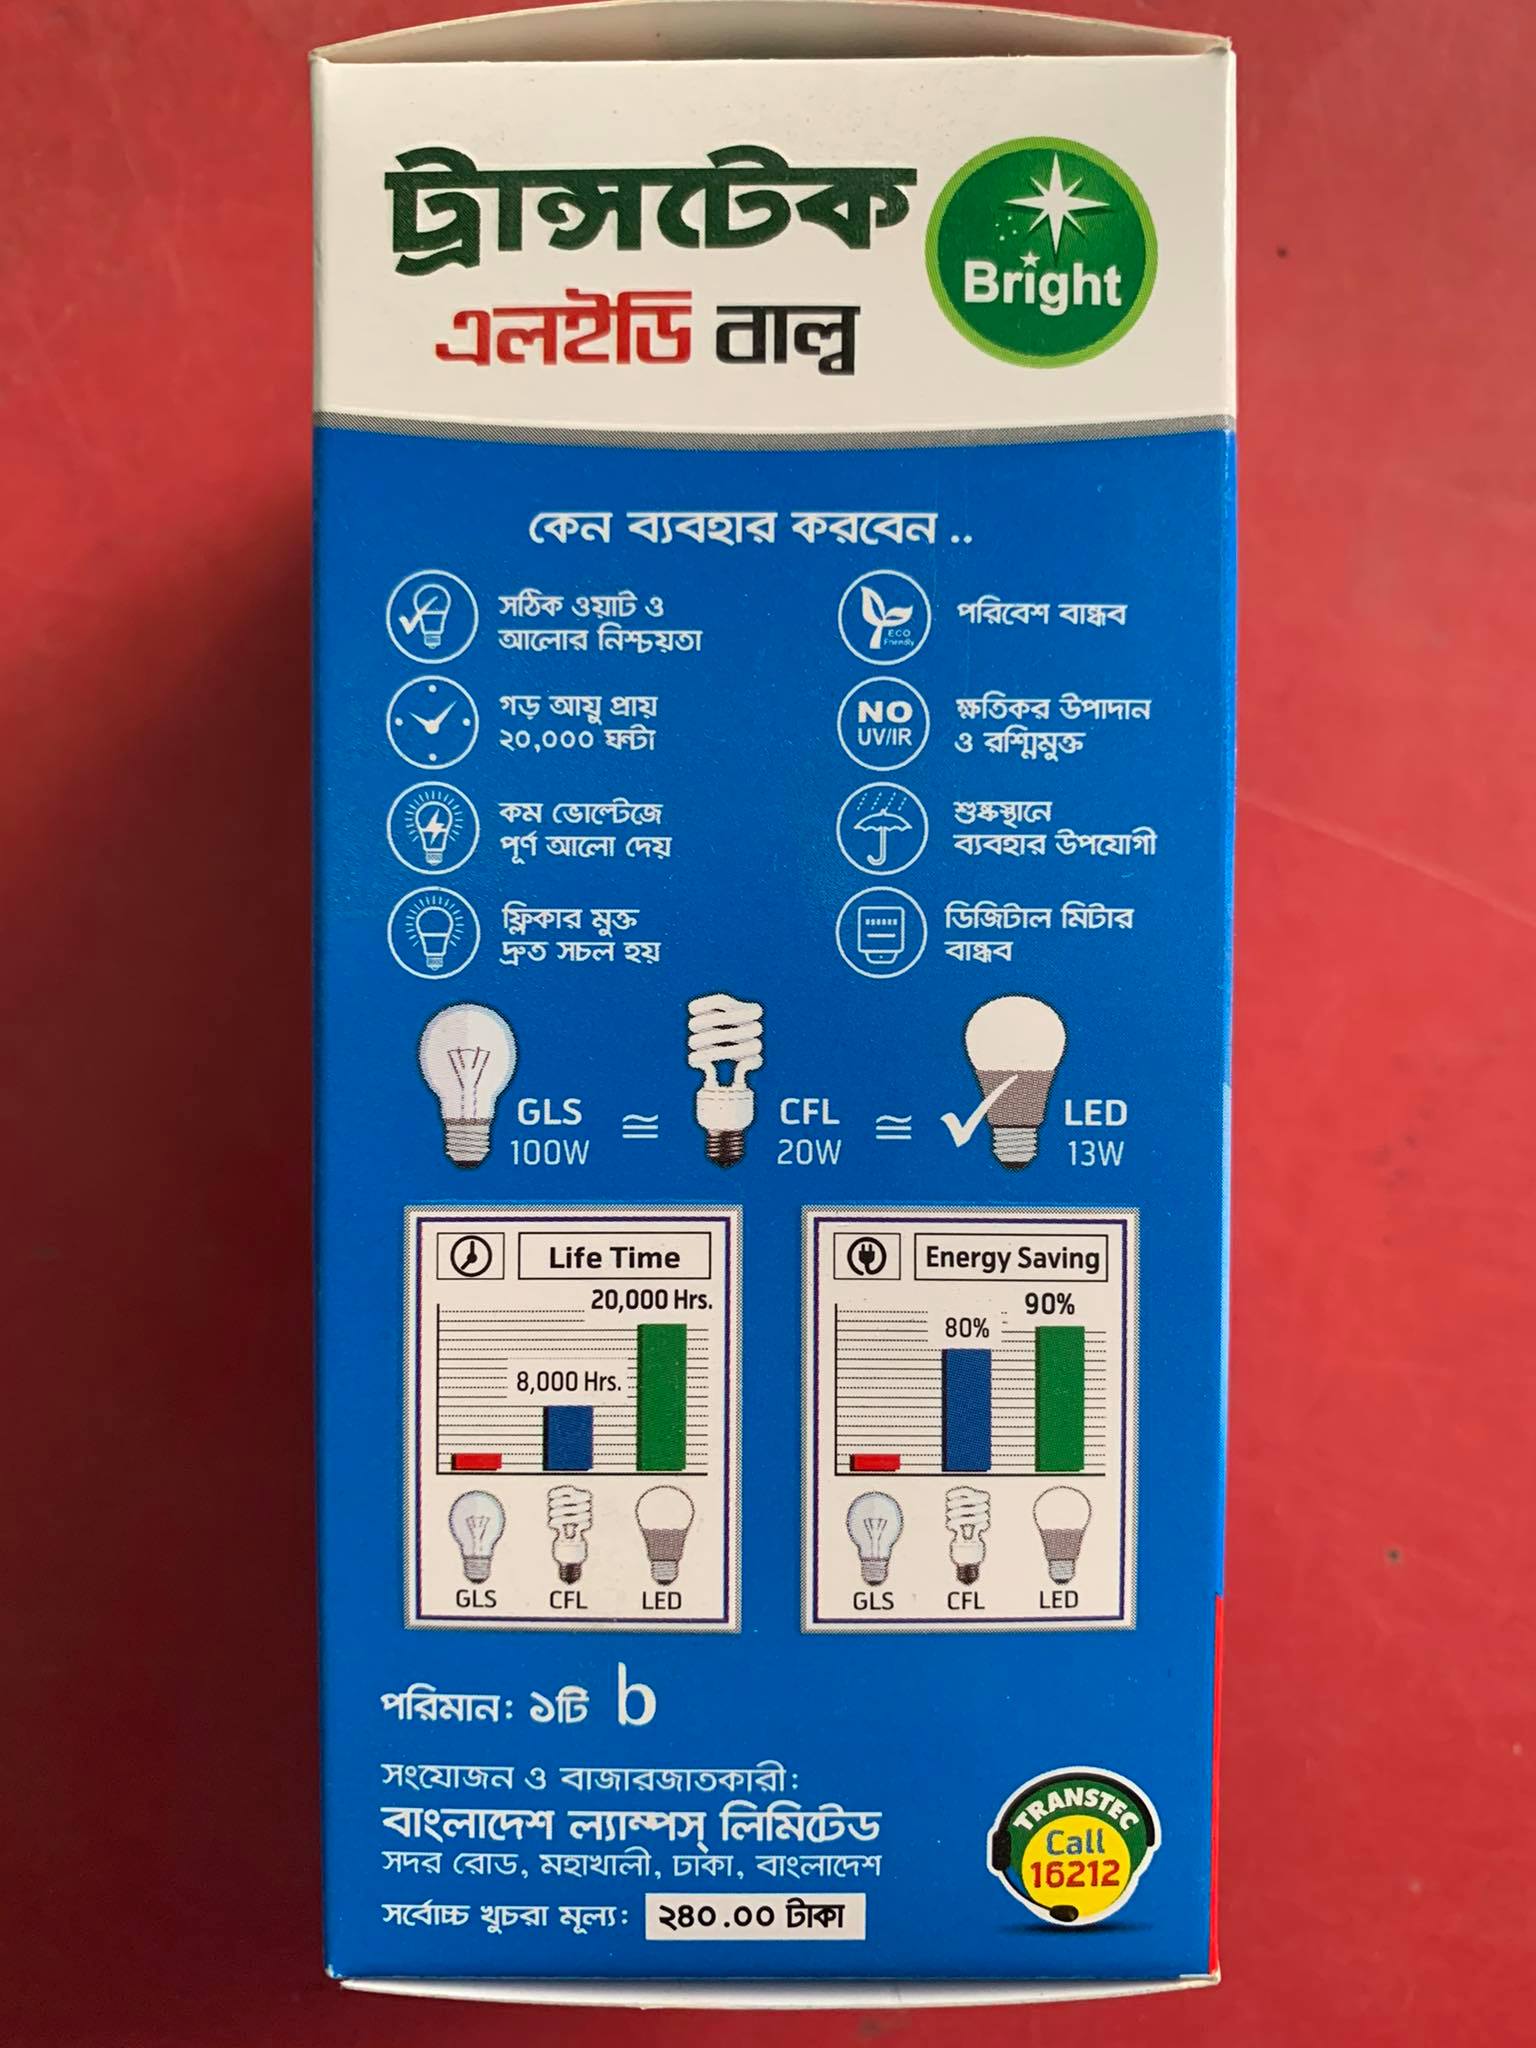 ট্রান্সটেক
এলইডি বাল্ব
Bright
কেন ব্যবহার করবেন ..
সঠিক ওয়াট ও
আলোর নিশ্চয়তা
ECO
Friendly
পরিবেশ বান্ধব
গড় আয়ু প্রায়
২০,০০০ ঘন্টা
NO
UV/IR
ক্ষতিকর উপাদান
ও রশ্মিমুক্ত
কম ভোল্টেজে
পূর্ণ আলো দেয়
শুষ্কস্থানে
ব্যবহার উপযোগী
ফ্লিকার মুক্ত
দ্রুত সচল হয়
ডিজিটাল মিটার
বান্ধব
GLS
100W
≅
CFL
20W
≅
LED
13W
Life Time
20,000 Hrs.
8,000 Hrs.
GLS CFL LED
Energy Saving
90%
80%
GLS CFL LED
পরিমান: ১টি b
সংযোজন ও বাজারজাতকারী:
বাংলাদেশ ল্যাম্পস্ লিমিটেড
সদর রোড, মহাখালী, ঢাকা, বাংলাদেশ
সর্বোচ্চ খুচরা মূল্য: ২৪০.০০ টাকা
TRANSTEC
Call
16212